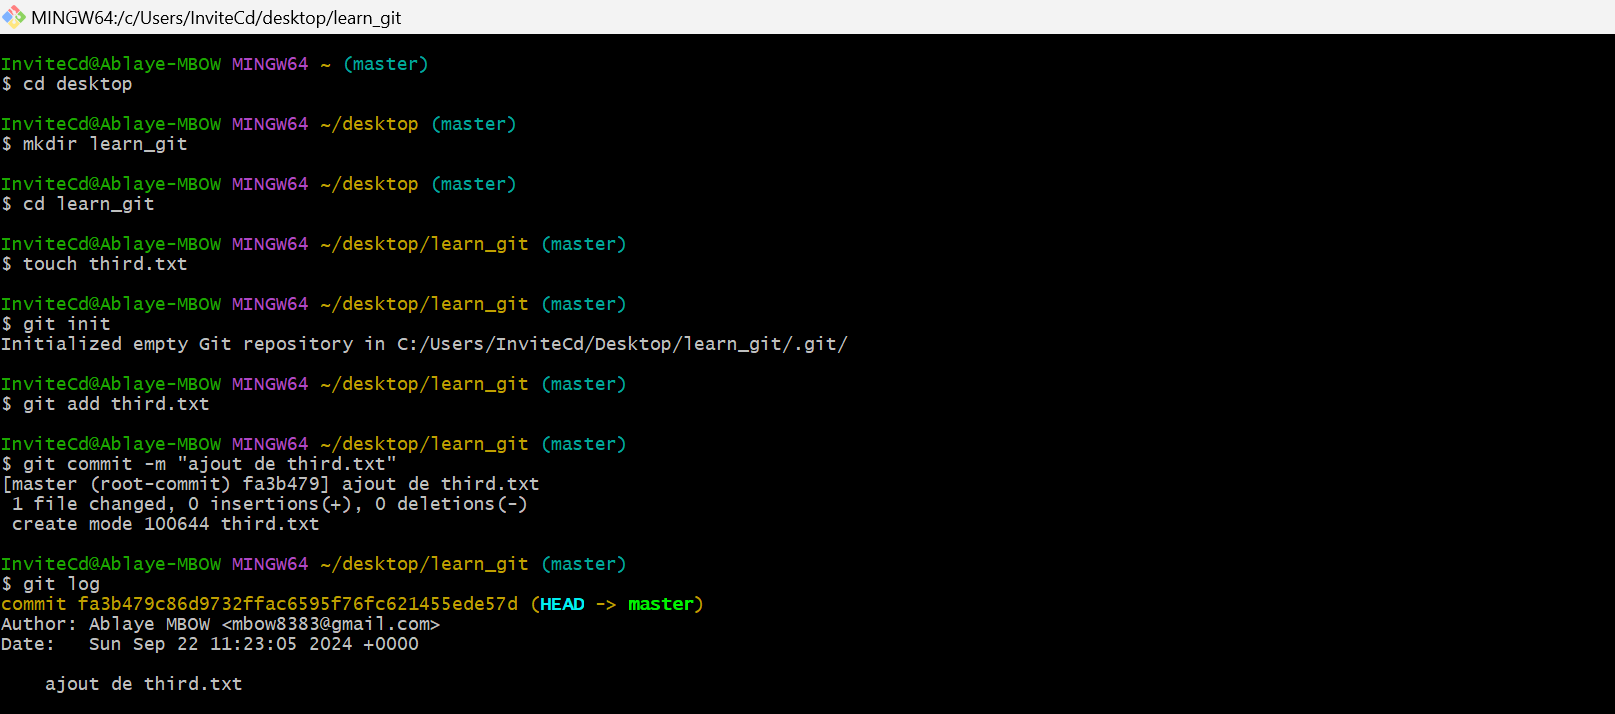 MINGW64:/c/Users/InviteCd/desktop/learn_git
InviteCd@Ablaye-MBOW MINGW64 ~ (master)
$ cd desktop
InviteCd@Ablaye-MBOW MINGW64 ~/desktop (master)
$ mkdir learn_git
InviteCd@Ablaye-MBOW MINGW64 ~/desktop (master)
$ cd learn_git
InviteCd@Ablaye-MBOW MINGW64 ~/desktop/learn_git (master)
$ touch third.txt
InviteCd@Ablaye-MBOW MINGW64 ~/desktop/learn_git (master)
$ git init
Initialized empty Git repository in C:/Users/InviteCd/Desktop/learn_git/.git/
InviteCd@Ablaye-MBOW MINGW64 ~/desktop/learn_git (master)
$ git add third.txt
InviteCd@Ablaye-MBOW MINGW64 ~/desktop/learn_git (master)
$ git commit -m "ajout de third.txt"
[master (root-commit) fa3b479] ajout de third.txt
 1 file changed, 0 insertions(+), 0 deletions(-)
 create mode 100644 third.txt
InviteCd@Ablaye-MBOW MINGW64 ~/desktop/learn_git (master)
$ git log
commit fa3b479c86d9732ffac6595f76fc621455ede57d (HEAD -> master)
Author: Ablaye MBOW <mbow8383@gmail.com>
Date:   Sun Sep 22 11:23:05 2024 +0000
    ajout de third.txt